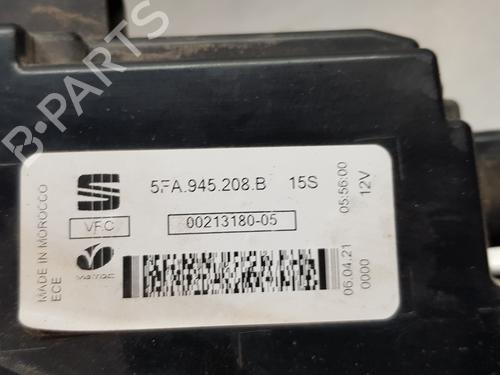 B-PARTS
5FA.945.208.B 15S
VFC
00213180-05
MADE IN MOROCCO
ECE
05:56:00
12V
06.04.21
0000